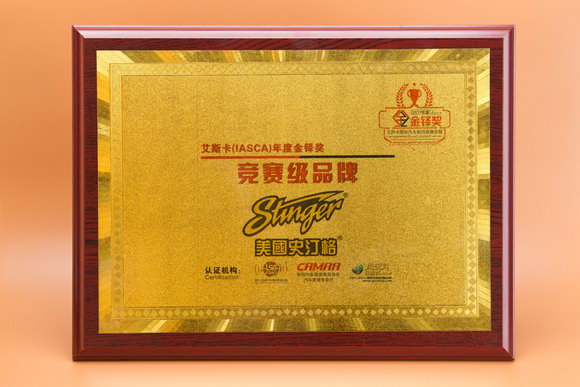 金铎奖
艾斯卡(IASCA)年度金铎奖
竞赛级品牌
Stinger®
美國史汀格®
认证机构:
Certification:
CAMRA